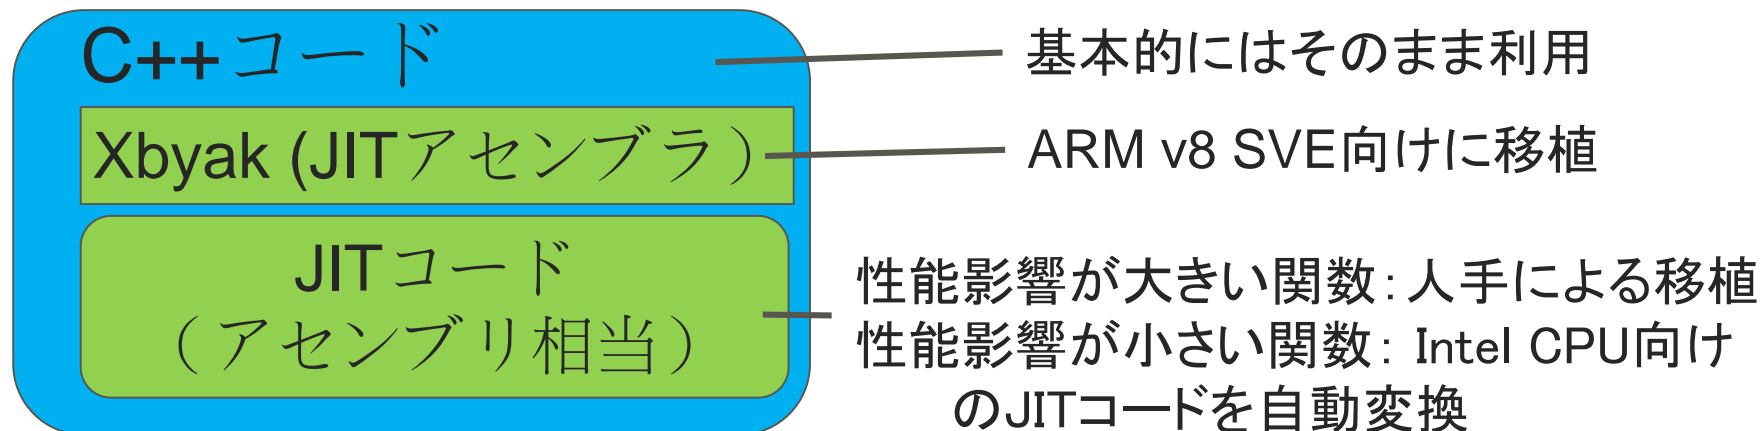 C++コード
基本的にはそのまま利用
Xbyak (JITアセンブラ）
ARM v8 SVE向けに移植
JITコード
（アセンブリ相当）
性能影響が大きい関数：人手による移植
性能影響が小さい関数： Intel CPU向け
のJITコードを自動変換